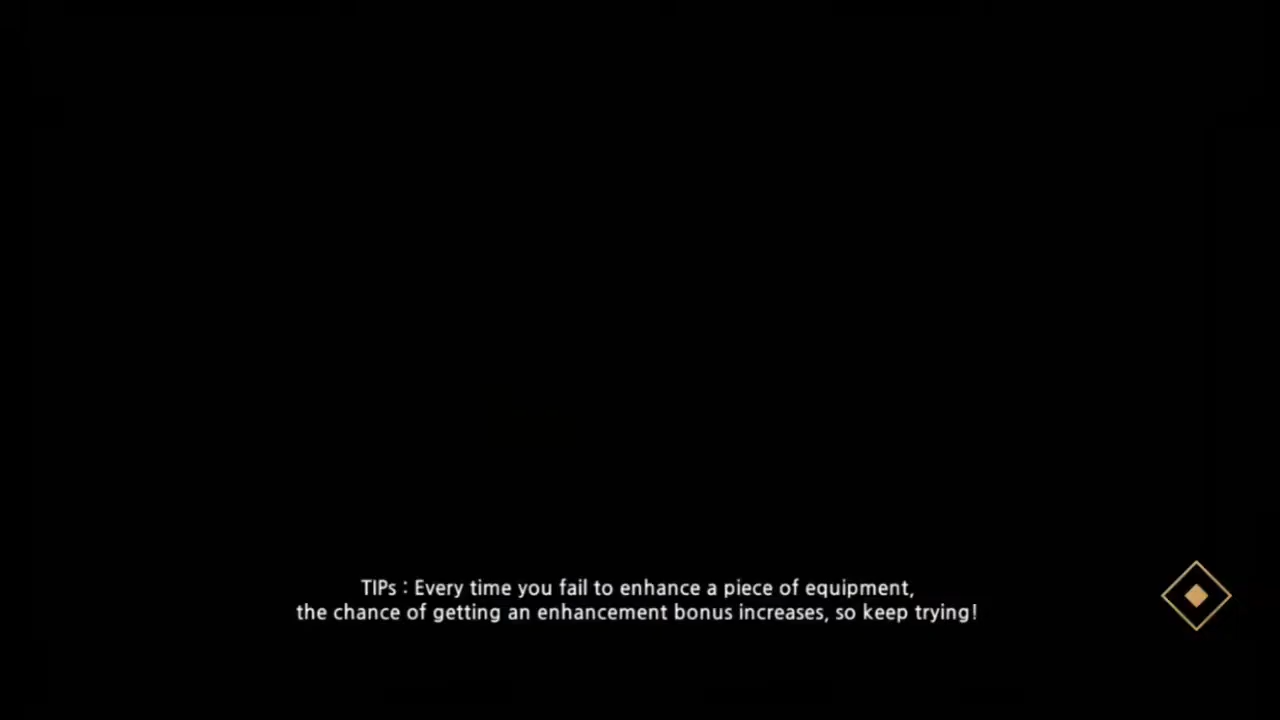 TIPs : Every time you fail to enhance a piece of equipment,
the chance of getting an enhancement bonus increases, so keep trying!